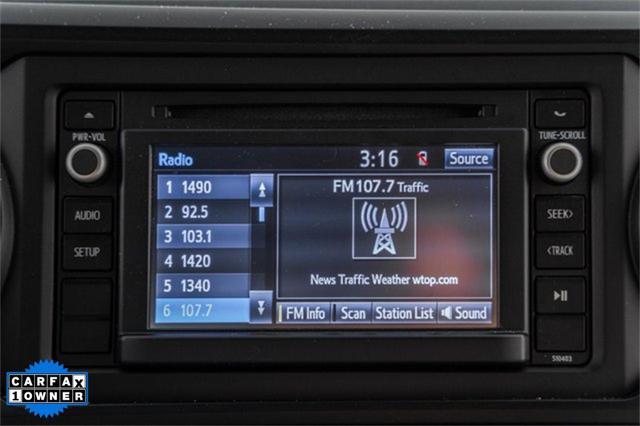 PWR•VOL
TUNE•SCROLL
Radio
3:16
Source
1 1490
2 92.5
3 103.1
4 1420
5 1340
6 107.7
FM107.7 Traffic
News Traffic Weather wtop.com
FM Info
Scan
Station List
Sound
AUDIO
SETUP
SEEK>
<TRACK
510403
CARFAX
1 OWNER